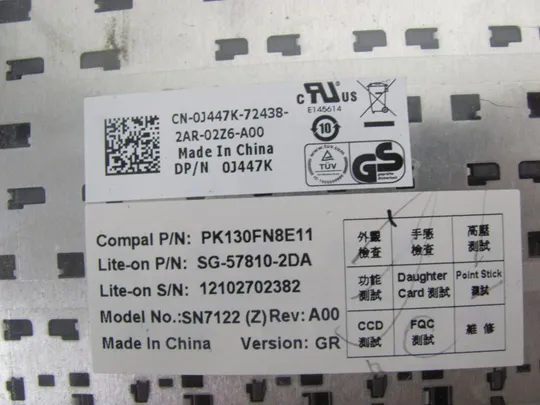 CN-0J447K-72438-
2AR-02Z6-A00
Made in China
DP/N 0J447K
c RU US
E145614
10
TÜV
GS
Compal P/N: PK130FN8E11
Lite-on P/N: SG-57810-2DA
Lite-on S/N: 12102702382
Model No.:SN7122 (Z) Rev: A00
Made In China Version: GR
外觀 檢查
手感 檢查
高壓 測試
功能 測試
Daughter Card 測試
Point Stick 測試
CCD 測試
FQC 測試
維修